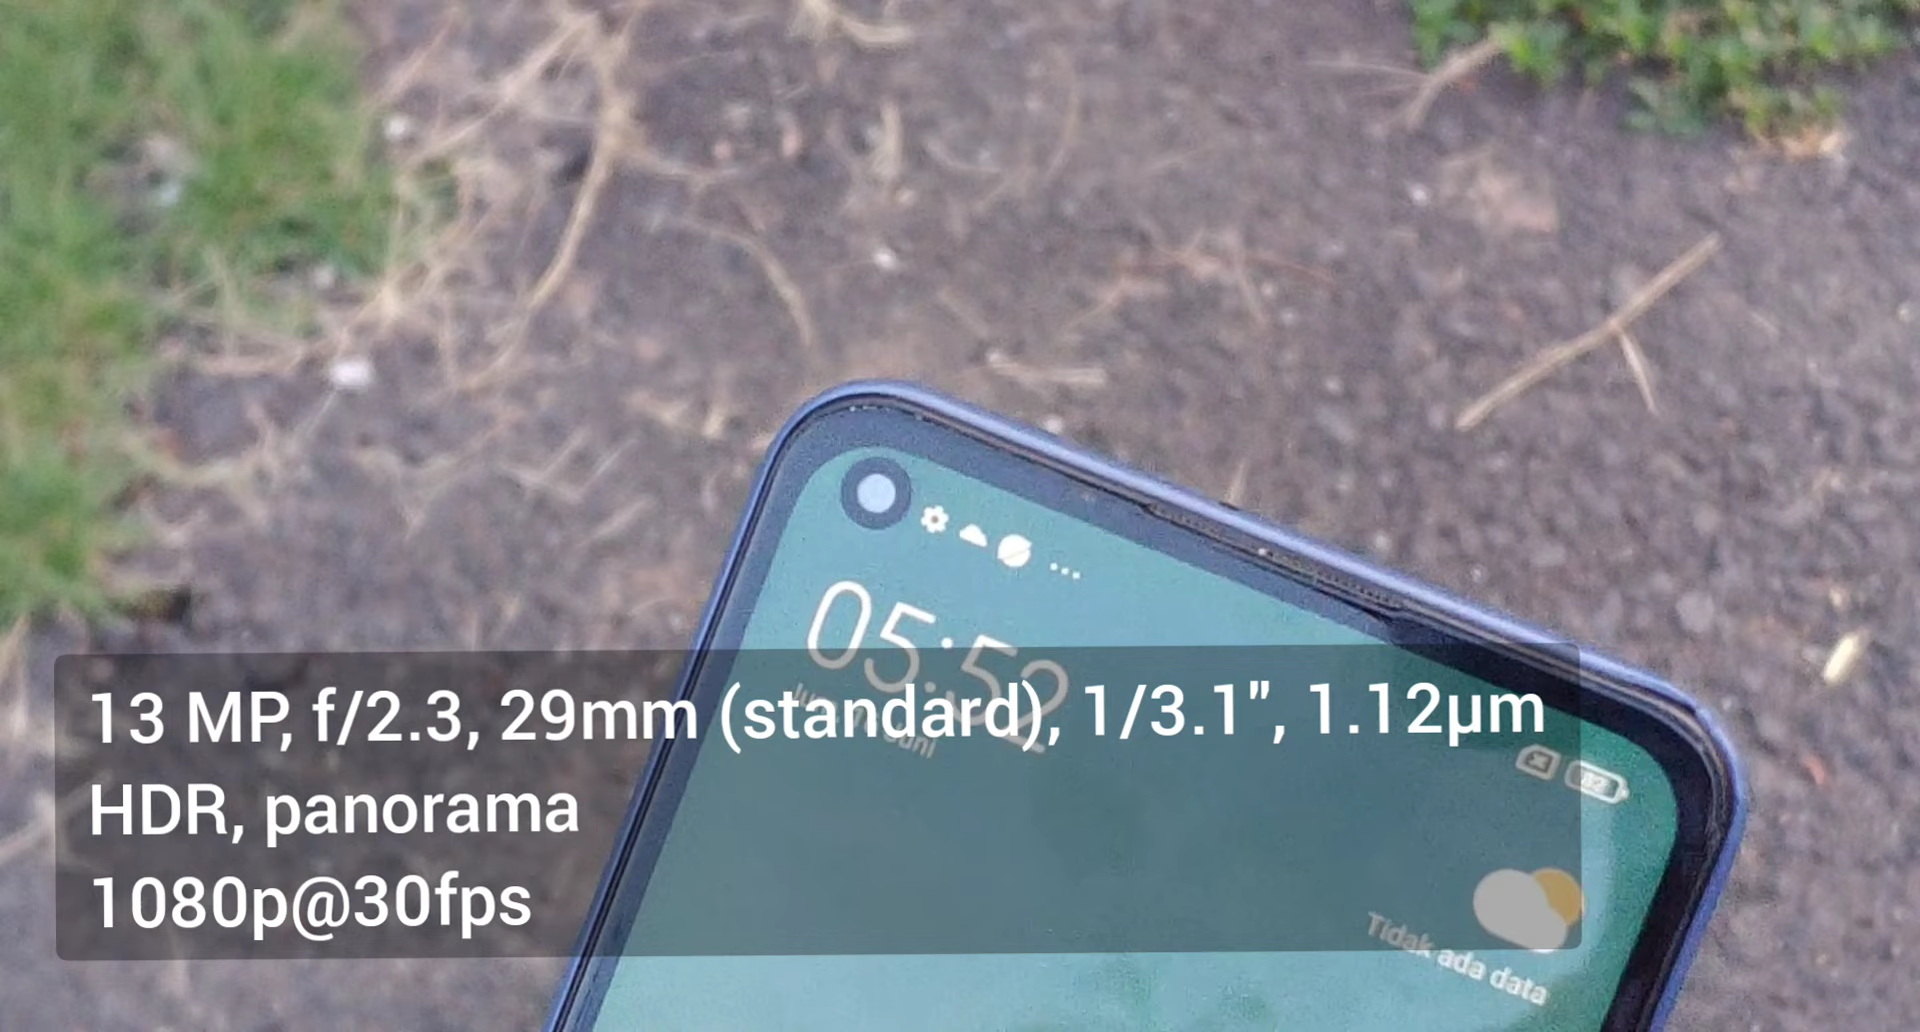 05:52
13 MP, f/2.3, 29mm (standard), 1/3.1", 1.12µm
HDR, panorama
1080p@30fps
82
Tidak ada data